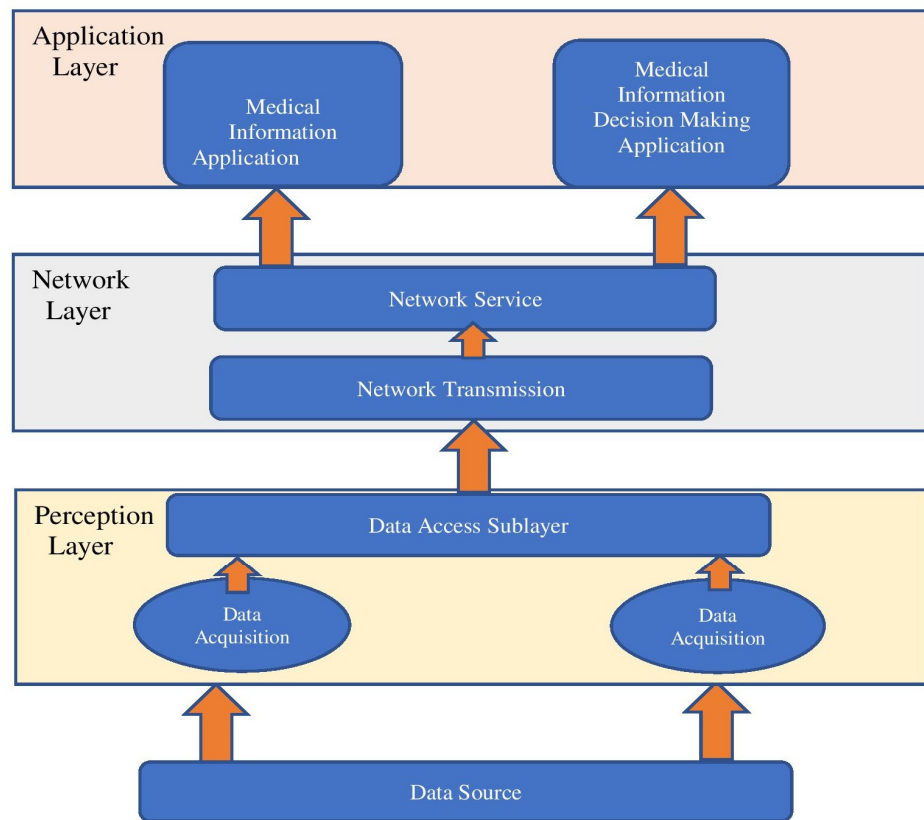 Application
Layer
Medical
Information
Application
Medical
Information
Decision Making
Application
Network
Layer
Network Service
Network Transmission
Perception
Layer
Data Access Sublayer
Data
Acquisition
Data
Acquisition
Data Source